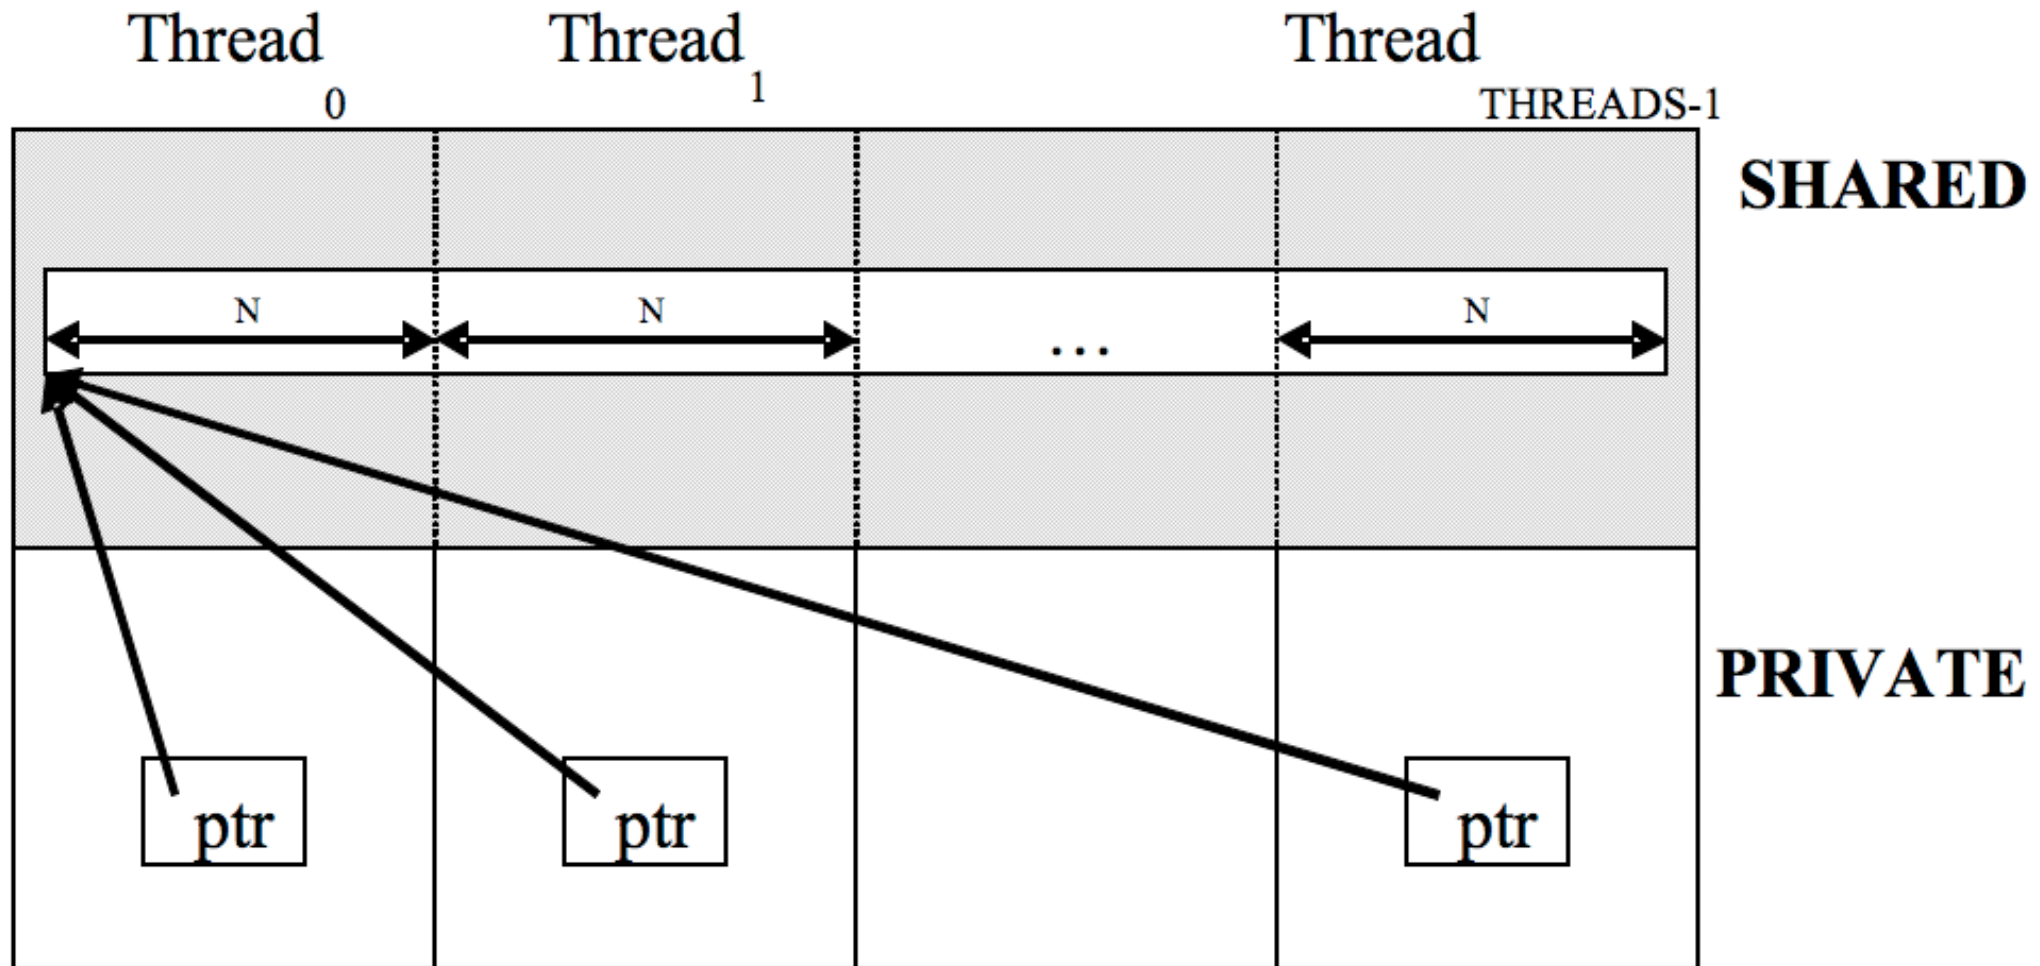 Thread 0
Thread 1
Thread THREADS-1
SHARED
N
N
...
N
PRIVATE
ptr
ptr
ptr